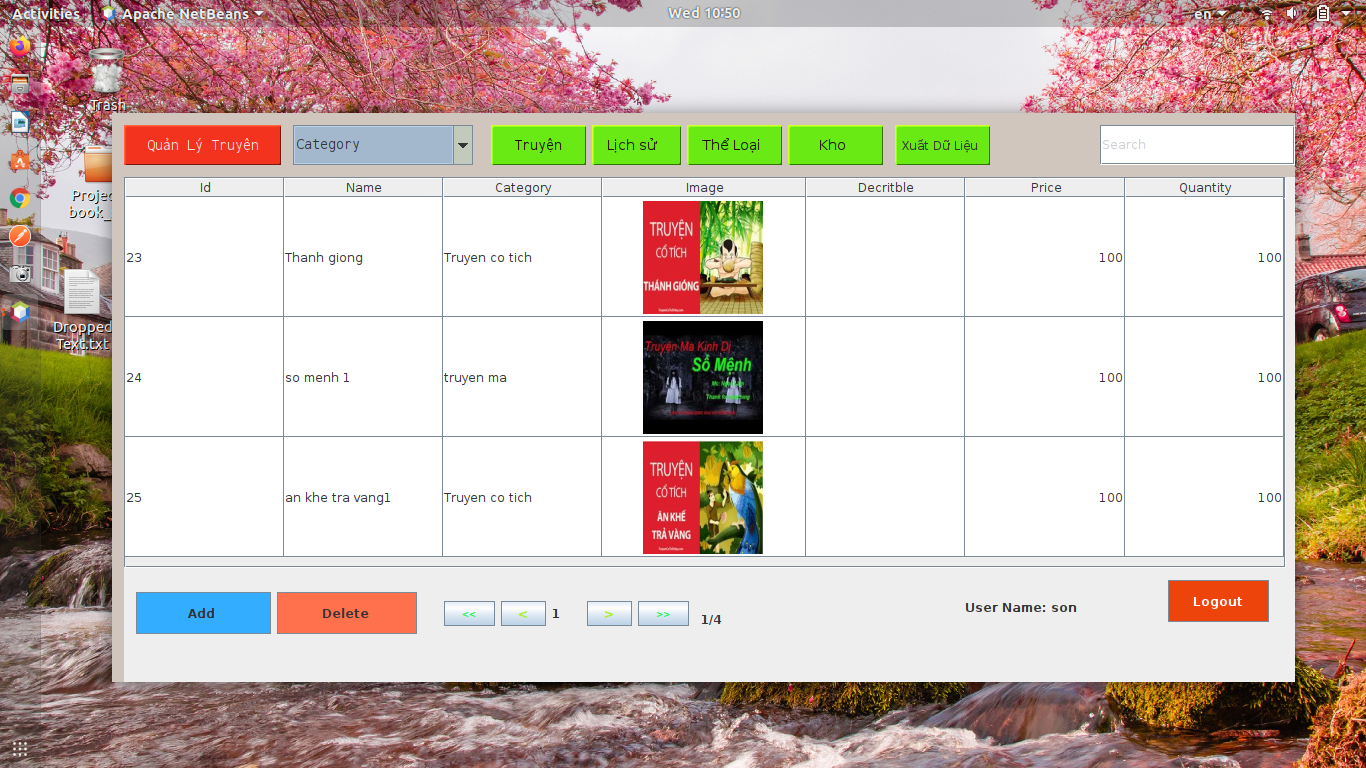 Activities Apache NetBeans Wed 10:50 en
Trash
Projec
book_
Dropped
Text.txt
Quản Lý Truyện Category Truyện Lịch sử Thể Loại Kho Xuất Dữ Liệu Search
Id Name Category Image Decritble Price Quantity
TRUYỆN
CỔ TÍCH
THÁNH GIÓNG
23 Thanh giong Truyen co tich 100 100
Truyện Ma Kinh Dị
Số Mệnh
24 so menh 1 truyen ma 100 100
TRUYỆN
CỔ TÍCH
ĂN KHẾ
TRẢ VÀNG
25 an khe tra vang1 Truyen co tich 100 100
Add Delete << < 1 > >> 1/4 User Name: son Logout